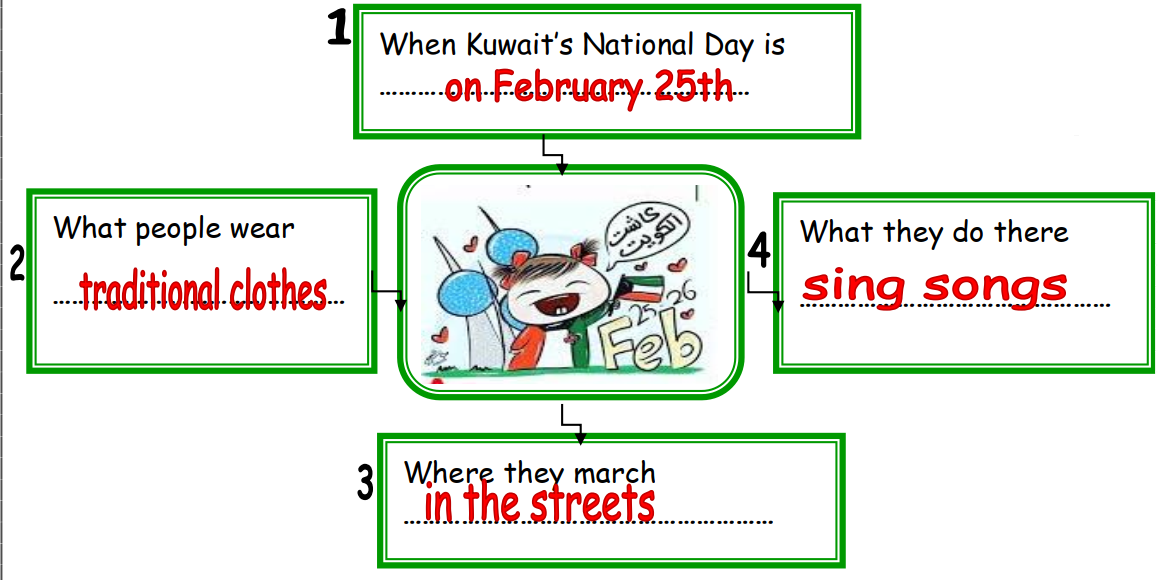 1
When Kuwait's National Day is
on February 25th
2
What people wear
traditional clothes
عاشت
الكويت
25-26
Feb
4
What they do there
sing songs
3
Where they march
in the streets